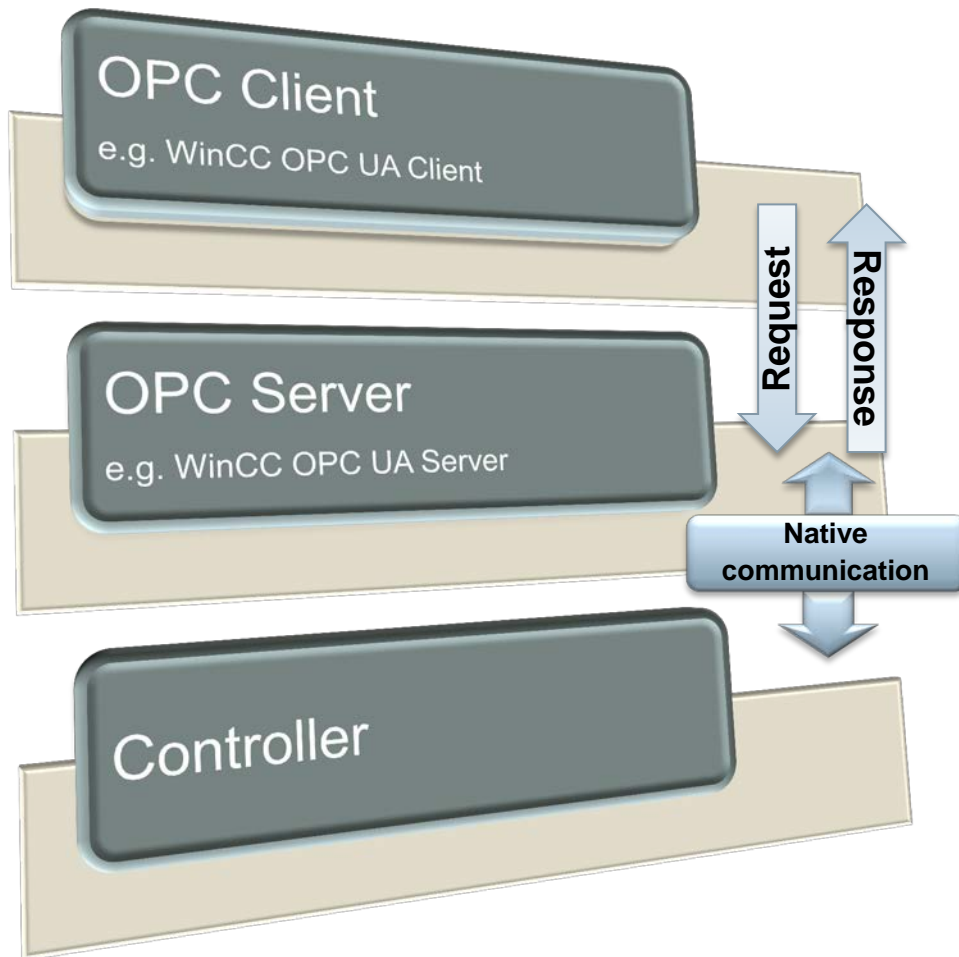 OPC Client
e.g. WinCC OPC UA Client
Request
Response
OPC Server
e.g. WinCC OPC UA Server
Native
communication
Controller